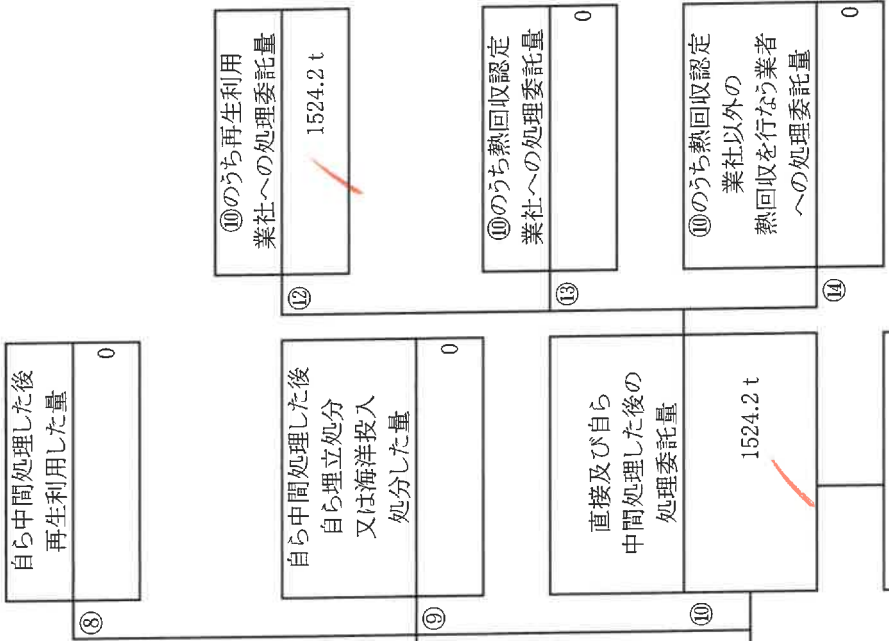 ⑧
自ら中間処理した後
再生利用した量
0
⑨
自ら中間処理した後
自ら埋立処分
又は海洋投入
処分した量
0
⑩
直接及び自ら
中間処理した後の
処理委託量
1524.2 t
⑫
⑩のうち再生利用
業社への処理委託量
1524.2 t
⑬
⑩のうち熱回収認定
業社への処理委託量
0
⑭
⑩のうち熱回収認定
業社以外の
熱回収を行なう業者
への処理委託量
0